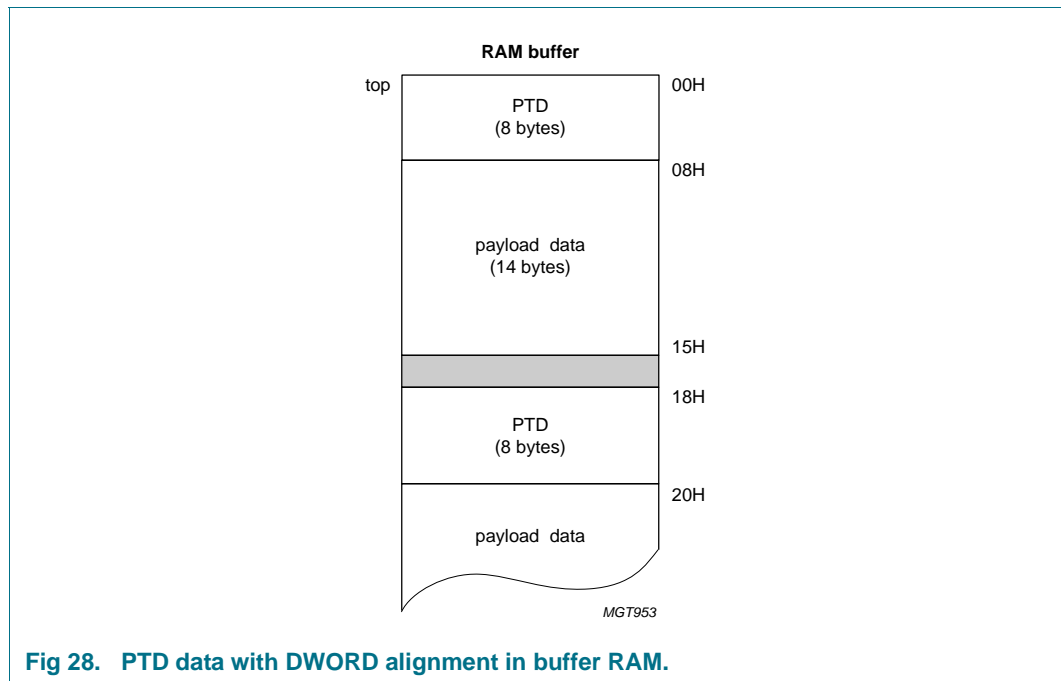 RAM buffer
top
00H
PTD
(8 bytes)
08H
payload data
(14 bytes)
15H
18H
PTD
(8 bytes)
20H
payload data
MGT953
Fig 28. PTD data with DWORD alignment in buffer RAM.